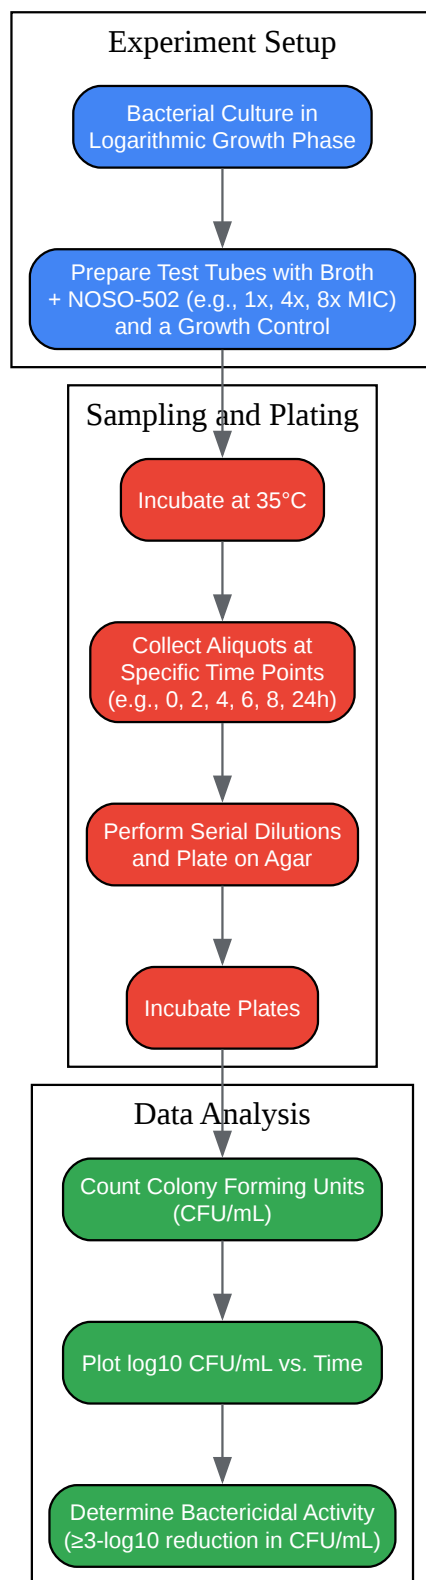 Experiment Setup
Bacterial Culture in
Logarithmic Growth Phase
Prepare Test Tubes with Broth
+ NOSO-502 (e.g., 1x, 4x, 8x MIC)
and a Growth Control
Sampling and Plating
Incubate at 35°C
Collect Aliquots at
Specific Time Points
(e.g., 0, 2, 4, 6, 8, 24h)
Perform Serial Dilutions
and Plate on Agar
Incubate Plates
Data Analysis
Count Colony Forming Units
(CFU/mL)
Plot log10 CFU/mL vs. Time
Determine Bactericidal Activity
(≥3-log10 reduction in CFU/mL)